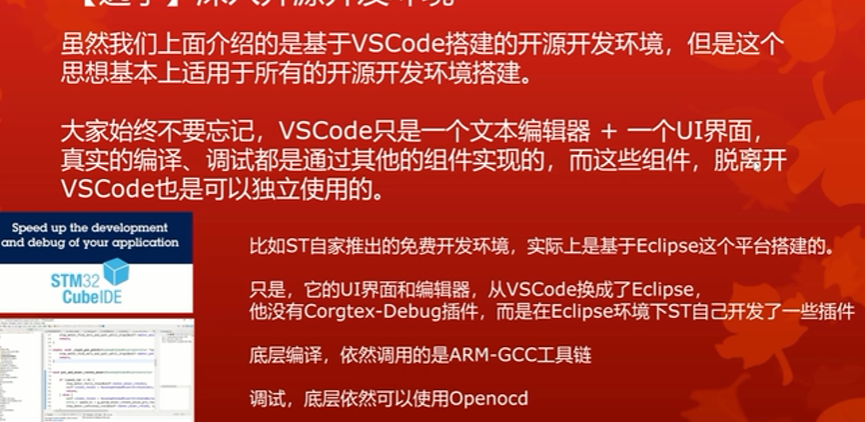 【选学】深入开源开发环境
虽然我们上面介绍的是基于VSCode搭建的开源开发环境，但是这个
思想基本上适用于所有的开源开发环境搭建。
大家始终不要忘记，VSCode只是一个文本编辑器 + 一个UI界面，
真实的编译、调试都是通过其他的组件实现的，而这些组件，脱离开
VSCode也是可以独立使用的。
Speed up the development
and debug of your application
STM32
CubeIDE
比如ST自家推出的免费开发环境，实际上是基于Eclipse这个平台搭建的。
只是，它的UI界面和编辑器，从VSCode换成了Eclipse，
他没有Corgtex-Debug插件，而是在Eclipse环境下ST自己开发了一些插件
底层编译，依然调用的是ARM-GCC工具链
调试，底层依然可以使用Openocd